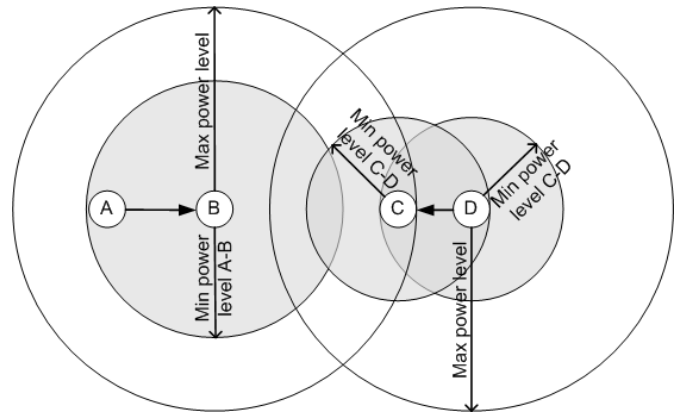 Max power level
A
B
Min power
level A-B
Min power
level C-D
C
D
Min power
level C-D
Max power level